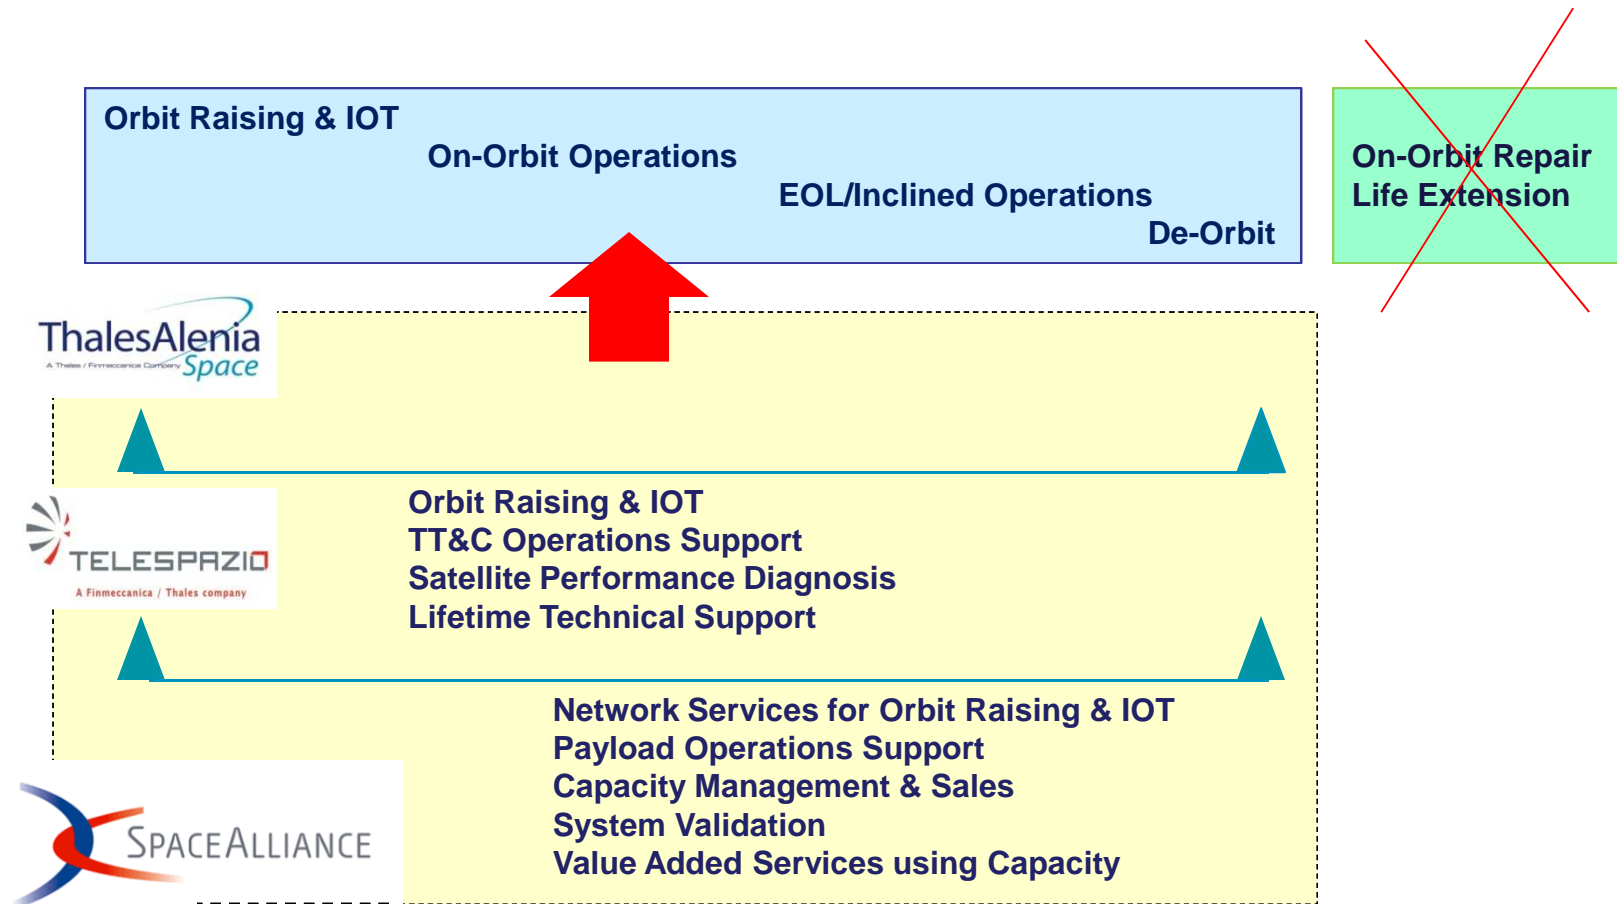 Orbit Raising & IOT
On-Orbit Operations
EOL/Inclined Operations
De-Orbit
On-Orbit Repair
Life Extension
ThalesAlenia
A Thales / Finmeccanica Company Space
Orbit Raising & IOT
TT&C Operations Support
Satellite Performance Diagnosis
Lifetime Technical Support
TELESPAZIO
A Finmeccanica / Thales company
Network Services for Orbit Raising & IOT
Payload Operations Support
Capacity Management & Sales
System Validation
Value Added Services using Capacity
SPACEALLIANCE